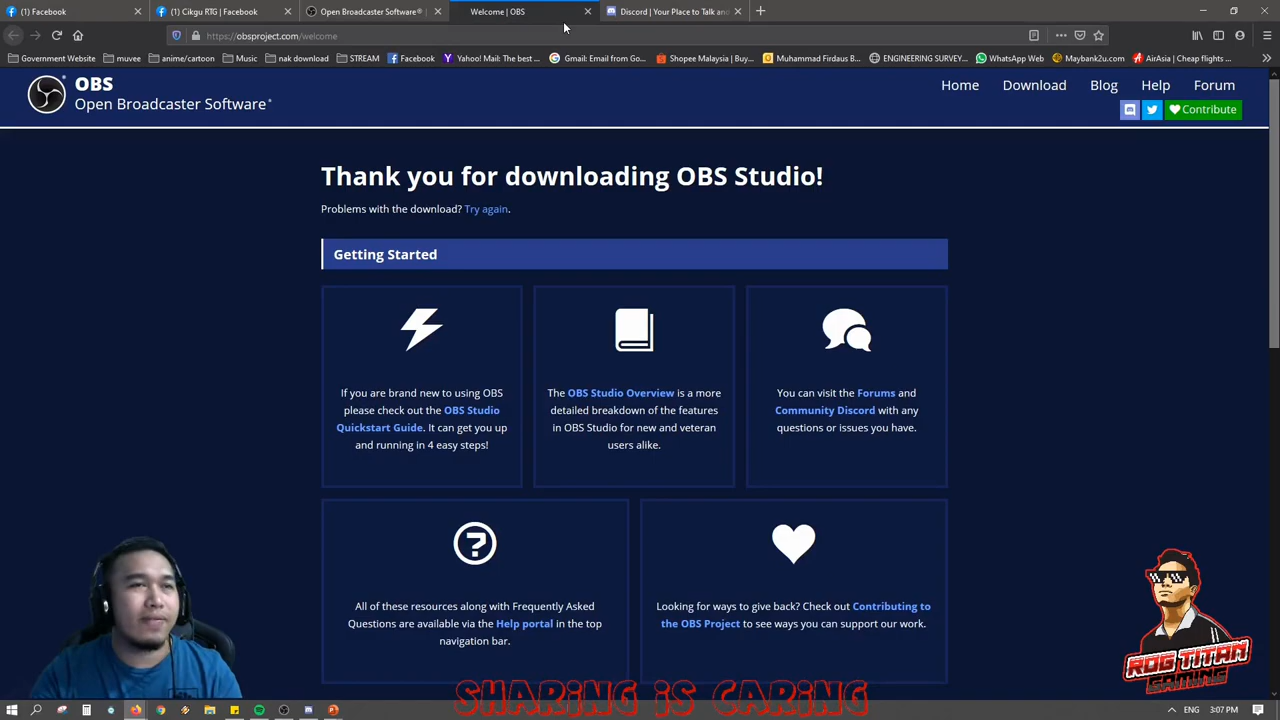 (1) Facebook
(1) Cikgu RTG | Facebook
Open Broadcaster Software®
Welcome | OBS
Discord | Your Place to Talk and
https://obsproject.com/welcome
Government Website
muvee
anime/kartoon
Music
nak download
STREAM
Facebook
Yahoo! Mail: The best ...
Gmail: Email from Go...
Shopee Malaysia | Buy...
Muhammad Firdaus B...
ENGINEERING SURVEY...
WhatsApp Web
Maybank2u.com
AirAsia | Cheap flights ...
OBS
Open Broadcaster Software®
Home
Download
Blog
Help
Forum
Contribute
Thank you for downloading OBS Studio!
Problems with the download? Try again.
Getting Started
If you are brand new to using OBS
please check out the OBS Studio
Quickstart Guide. It can get you up
and running in 4 easy steps!
The OBS Studio Overview is a more
detailed breakdown of the features
in OBS Studio for new and veteran
users alike.
You can visit the Forums and
Community Discord with any
questions or issues you have.
All of these resources along with Frequently Asked
Questions are available via the Help portal in the top
navigation bar.
Looking for ways to give back? Check out Contributing to
the OBS Project to see ways you can support our work.
ROG TITAN
GAMING
SHARING IS CARING
ENG
3:07 PM